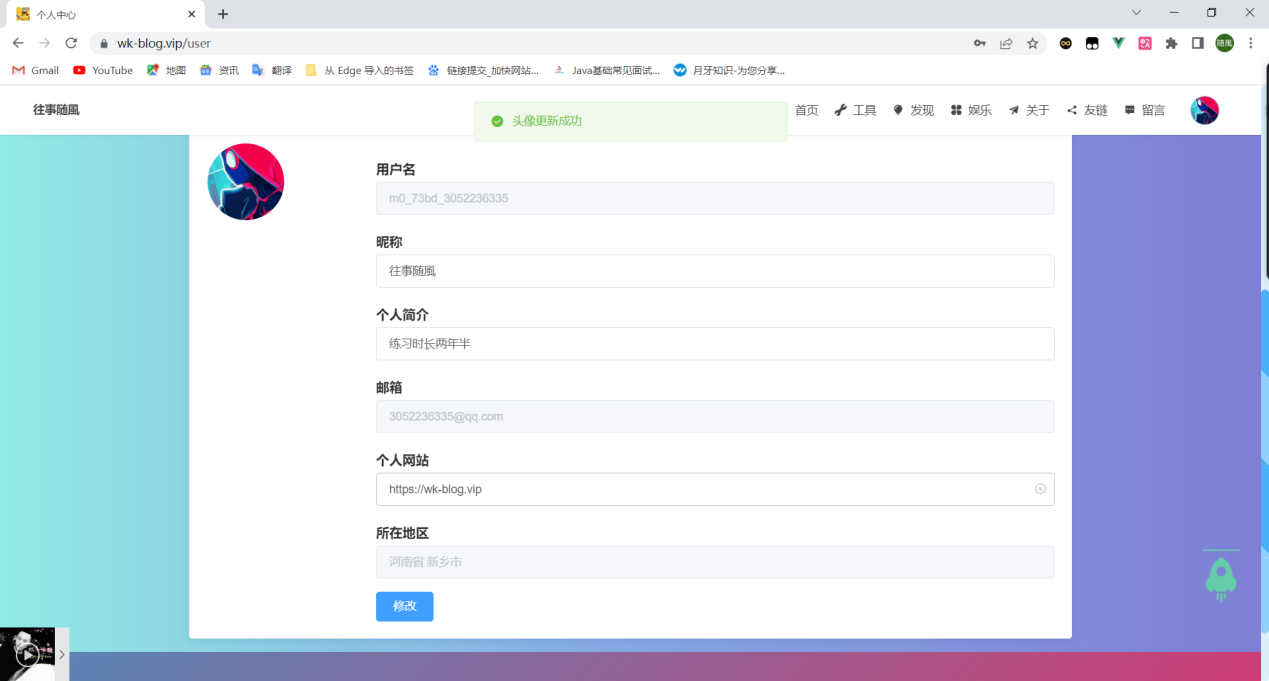 个人中心
wk-blog.vip/user
随風
Gmail
YouTube
地图
资讯
翻译
从 Edge 导入的书签
链接提交_加快网站...
Java基础常见面试...
月牙知识-为您分享...
往事随風
头像更新成功
首页
工具
发现
娱乐
关于
友链
留言
用户名
m0_73bd_3052236335
昵称
往事随風
个人简介
练习时长两年半
邮箱
3052236335@qq.com
个人网站
https://wk-blog.vip
所在地区
河南省 新乡市
修改